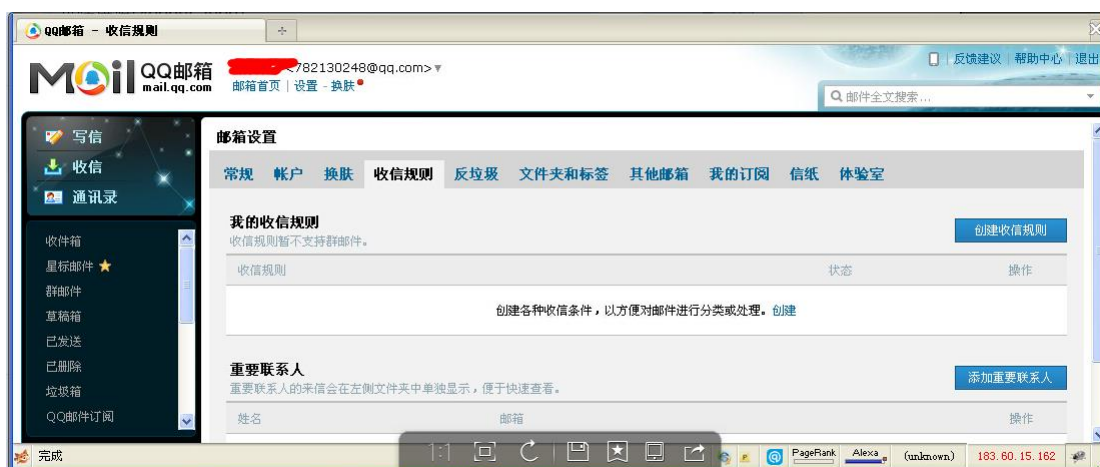 QQ邮箱 - 收信规则
反馈建议 帮助中心 退出
Mail QQ邮箱
mail.qq.com
782130248@qq.com>
邮箱首页 | 设置 - 换肤
邮件全文搜索...
写信
收信
通讯录
收件箱
星标邮件
群邮件
草稿箱
已发送
已删除
垃圾箱
QQ邮件订阅
邮箱设置
常规 帐户 换肤 收信规则 反垃圾 文件夹和标签 其他邮箱 我的订阅 信纸 体验室
我的收信规则
收信规则暂不支持群邮件。
创建收信规则
收信规则 状态 操作
创建各种收信条件，以方便对邮件进行分类或处理。创建
重要联系人
重要联系人的来信会在左侧文件夹中单独显示，便于快速查看。
添加重要联系人
姓名 邮箱 操作
完成
1:1
PageRank Alexa (unknown) 183.60.15.162